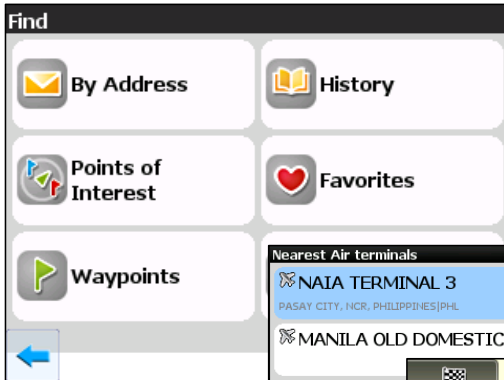 Find
By Address
History
Points of
Interest
Favorites
Waypoints
Nearest Air terminals
NAIA TERMINAL 3
PASAY CITY, NCR, PHILIPPINES|PHL
MANILA OLD DOMESTIC